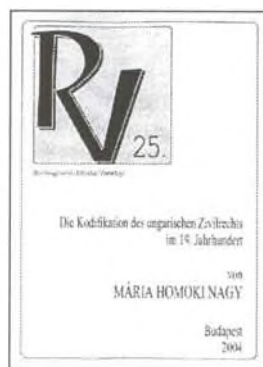 RV
25.
Die Kodifikation des ungarischen Zivilrechts
im 19. Jahrhundert
von
MÁRIA HOMOKI NAGY
Budapest
2004